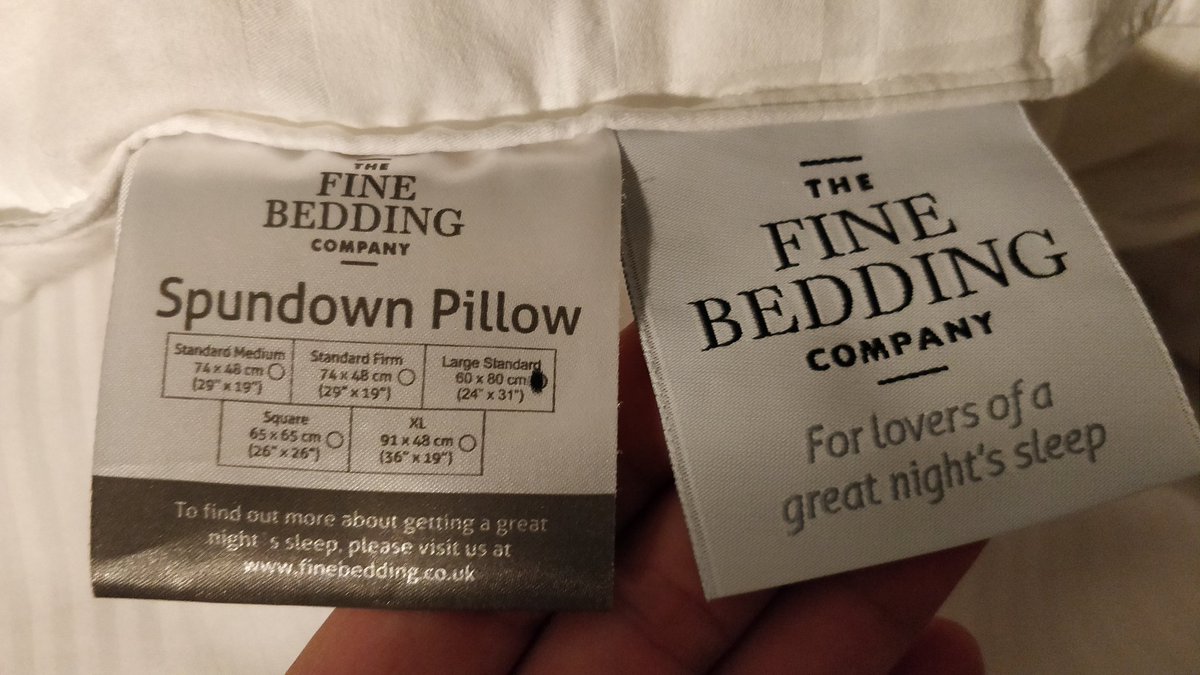 THE
FINE
BEDDING
COMPANY
Spundown Pillow
Standard Medium
74 x 48 cm
(29" x 19")
Standard Firm
74 x 48 cm
(29" x 19")
Large Standard
60 x 80 cm
(24" x 31")
Square
65 x 65 cm
(26" x 26")
XL
91 x 48 cm
(36" x 19")
To find out more about getting a great
night 's sleep, please visit us at
www.finebedding.co.uk
THE
FINE
BEDDING
COMPANY
For lovers of a
great night's sleep